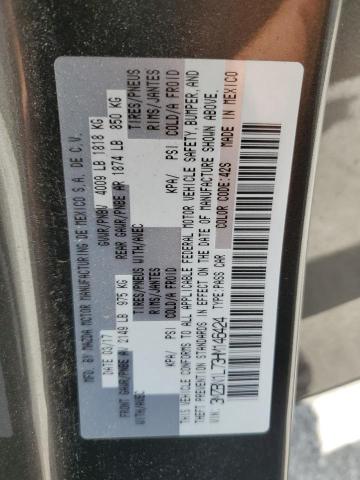 MFD BY MAZDA MOTOR MANUFACTURING DE MEXICO S.A. DE C.V.
DATE 03/17 GVWR/PNBV 4009 LB 1818 KG
FRONT GAWR/PNBE A 2149 LB 975 KG REAR GAWR/PNBE AR 1874 LB 850 KG
WITH/AVEC TIRES/PNEUS WITH/AVEC TIRES/PNEUS
RIMS/JANTES RIMS/JANTES
KPA/ PSI COLD/A FROID KPA/ PSI COLD/A FROID
THIS VEHICLE CONFORMS TO ALL APPLICABLE FEDERAL MOTOR VEHICLE SAFETY, BUMPER, AND
THEFT PREVENTION STANDARDS IN EFFECT ON THE DATE OF MANUFACTURE SHOWN ABOVE.
COLOR CODE:42S MADE IN MEXICO
VIN: 3MZBN1L73HM146424 TYPE:PASS CAR